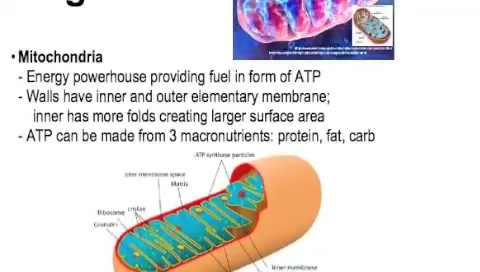 • Mitochondria
- Energy powerhouse providing fuel in form of ATP
- Walls have inner and outer elementary membrane;
inner has more folds creating larger surface area
- ATP can be made from 3 macronutrients: protein, fat, carb
ATP synthase particles
Inter membrane space
Matrix
cristae
Ribosome
Granules
Inner membrane